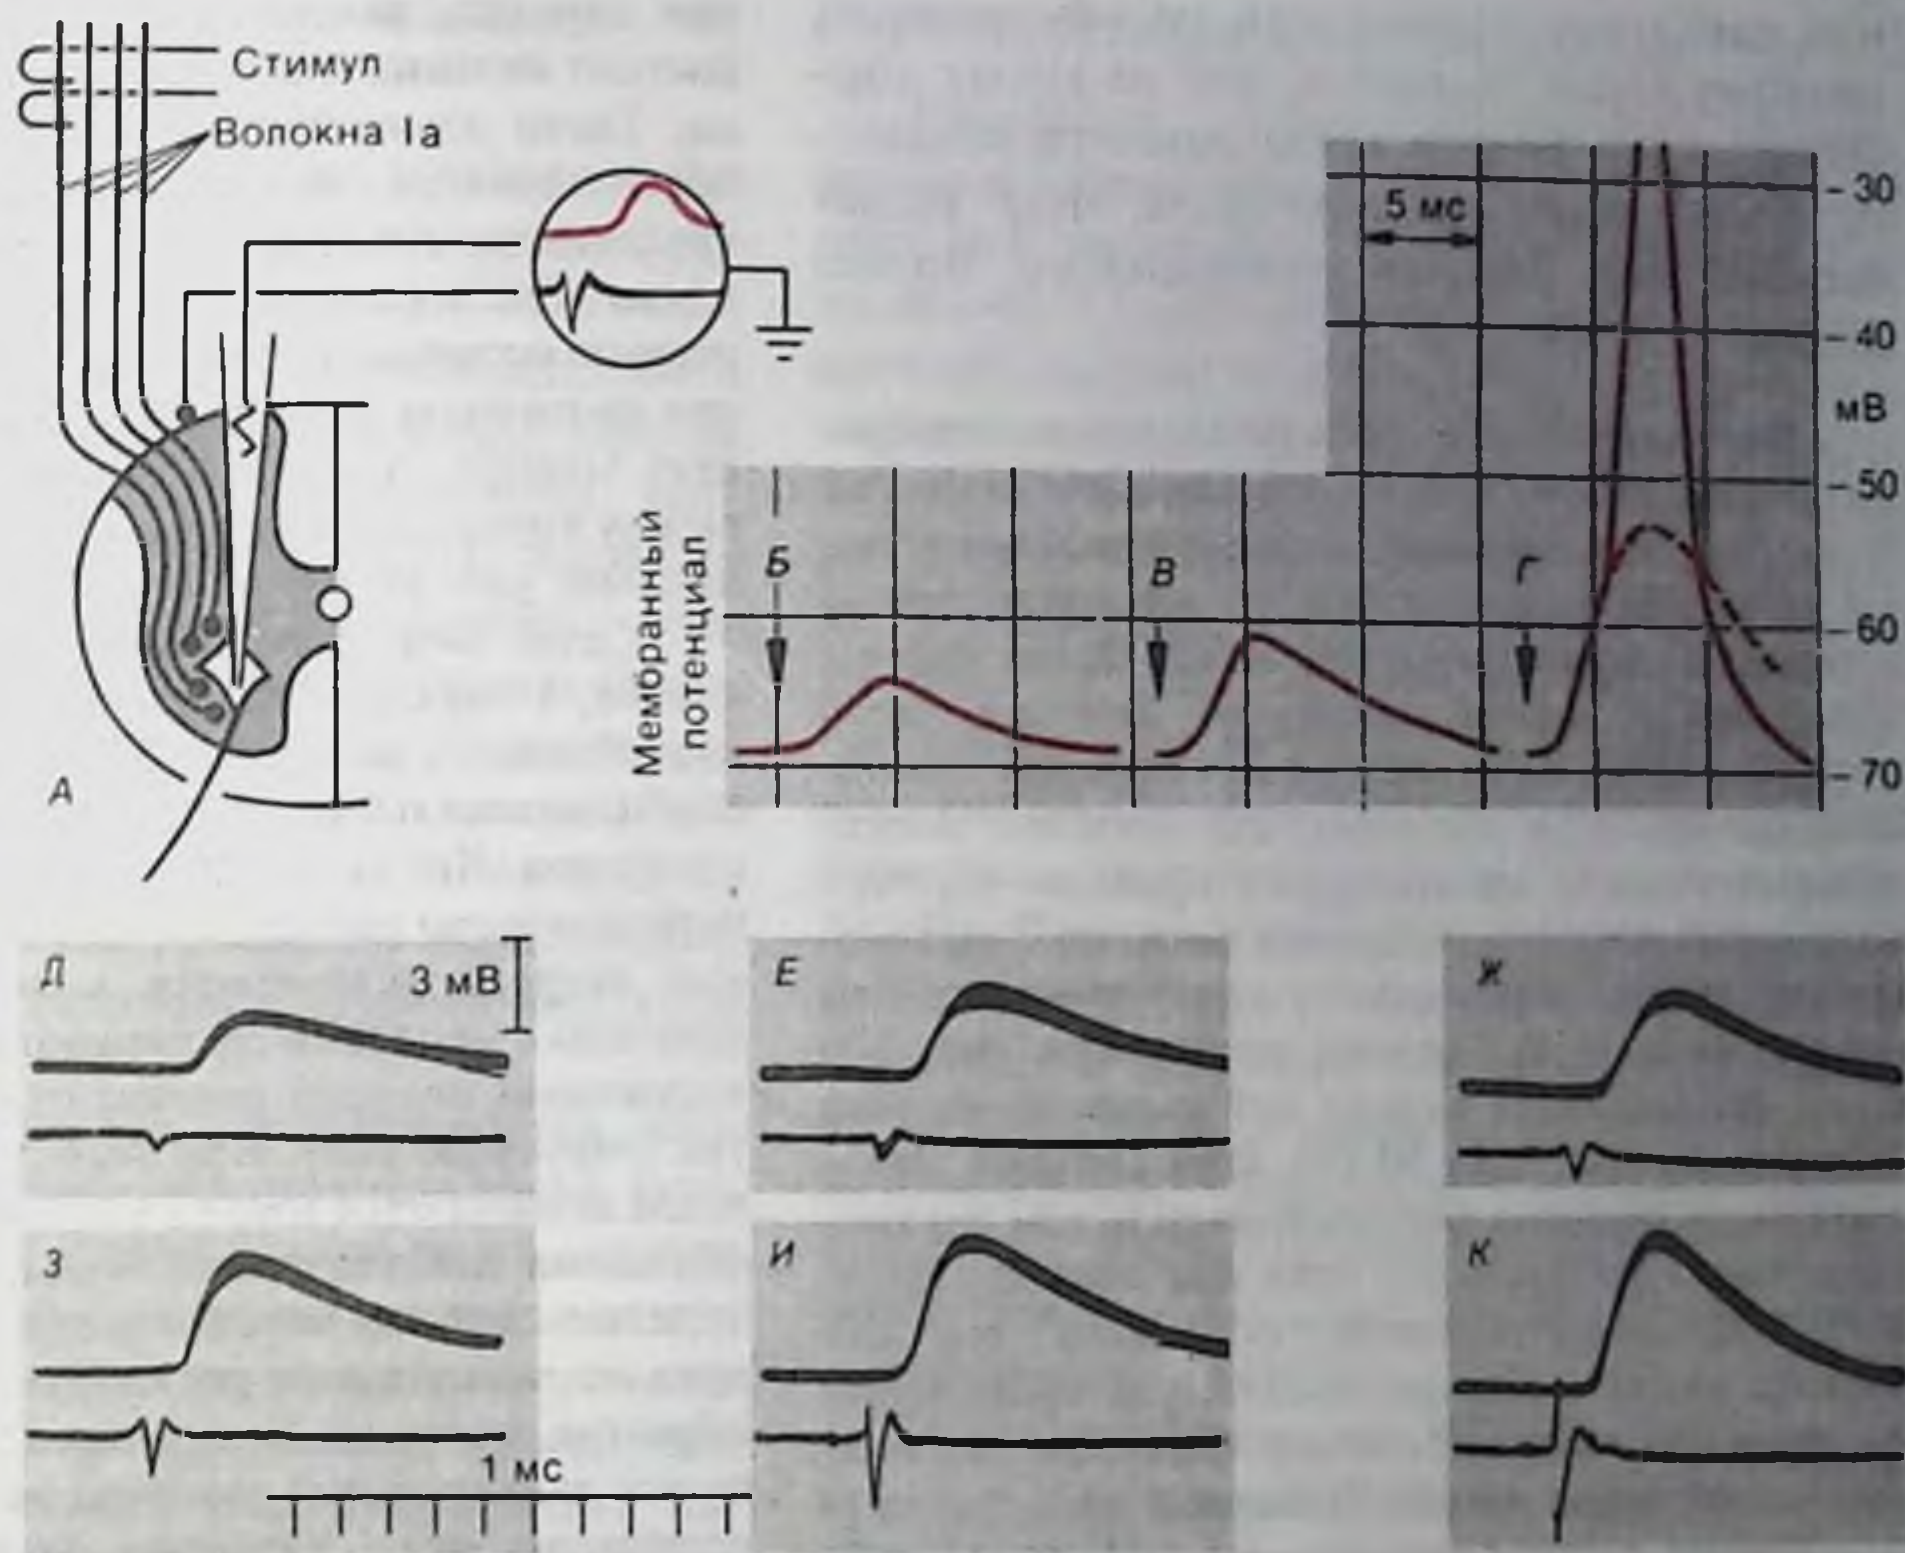 Стимул
Волокна Ia
А
5 мс
-30
-40
мВ
-50
-60
-70
Мембранный
потенциал
Б
В
Г
Д
3 мВ
Е
Ж
З
И
К
1 мс